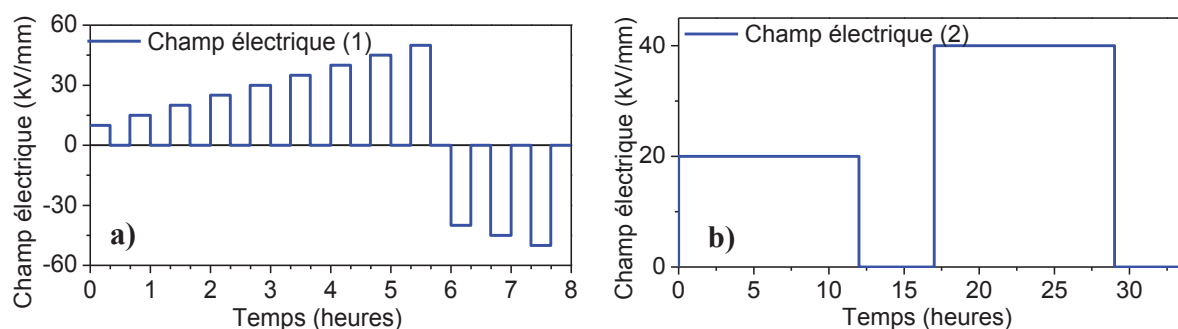 60
30
0
-30
-60
Champ électrique (kV/mm)
Champ électrique (1)
a)
0 1 2 3 4 5 6 7 8
Temps (heures)
40
20
0
Champ électrique (kV/mm)
Champ électrique (2)
b)
0 5 10 15 20 25 30
Temps (heures)